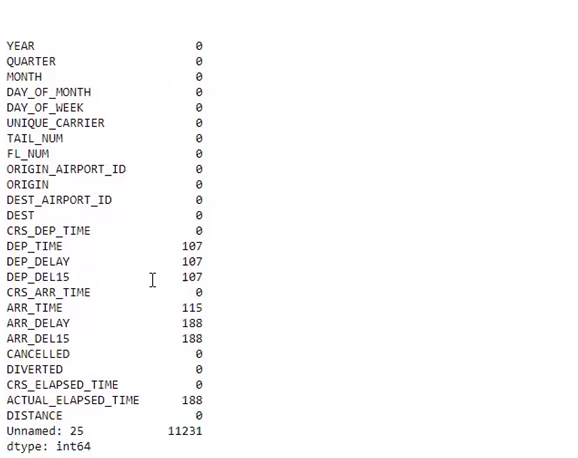 YEAR 0
QUARTER 0
MONTH 0
DAY_OF_MONTH 0
DAY_OF_WEEK 0
UNIQUE_CARRIER 0
TAIL_NUM 0
FL_NUM 0
ORIGIN_AIRPORT_ID 0
ORIGIN 0
DEST_AIRPORT_ID 0
DEST 0
CRS_DEP_TIME 0
DEP_TIME 107
DEP_DELAY 107
DEP_DEL15 107
CRS_ARR_TIME 0
ARR_TIME 115
ARR_DELAY 188
ARR_DEL15 188
CANCELLED 0
DIVERTED 0
CRS_ELAPSED_TIME 0
ACTUAL_ELAPSED_TIME 188
DISTANCE 0
Unnamed: 25 11231
dtype: int64